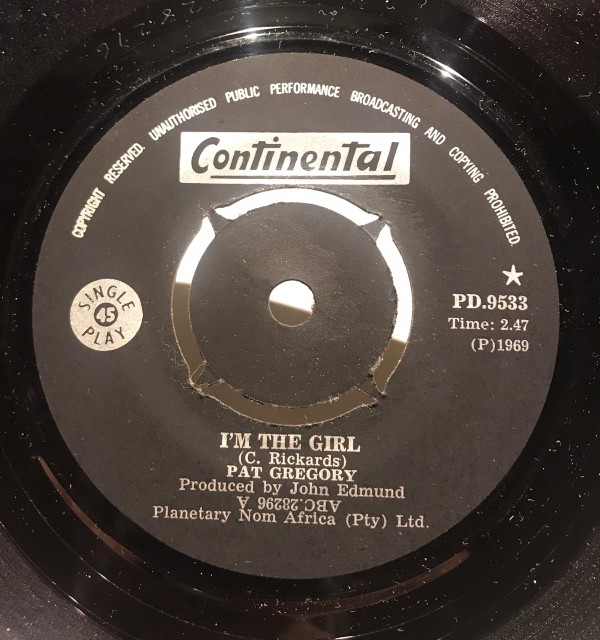 COPYRIGHT RESERVED. UNAUTHORISED PUBLIC PERFORMANCE BROADCASTING AND COPYING PROHIBITED.
Continental
SINGLE
45
PLAY
PD.9533
Time: 2.47
(P)1969
I'M THE GIRL
(C. Rickards)
PAT GREGORY
Produced by John Edmund
ABC.28296 A
Planetary Nom Africa (Pty) Ltd.